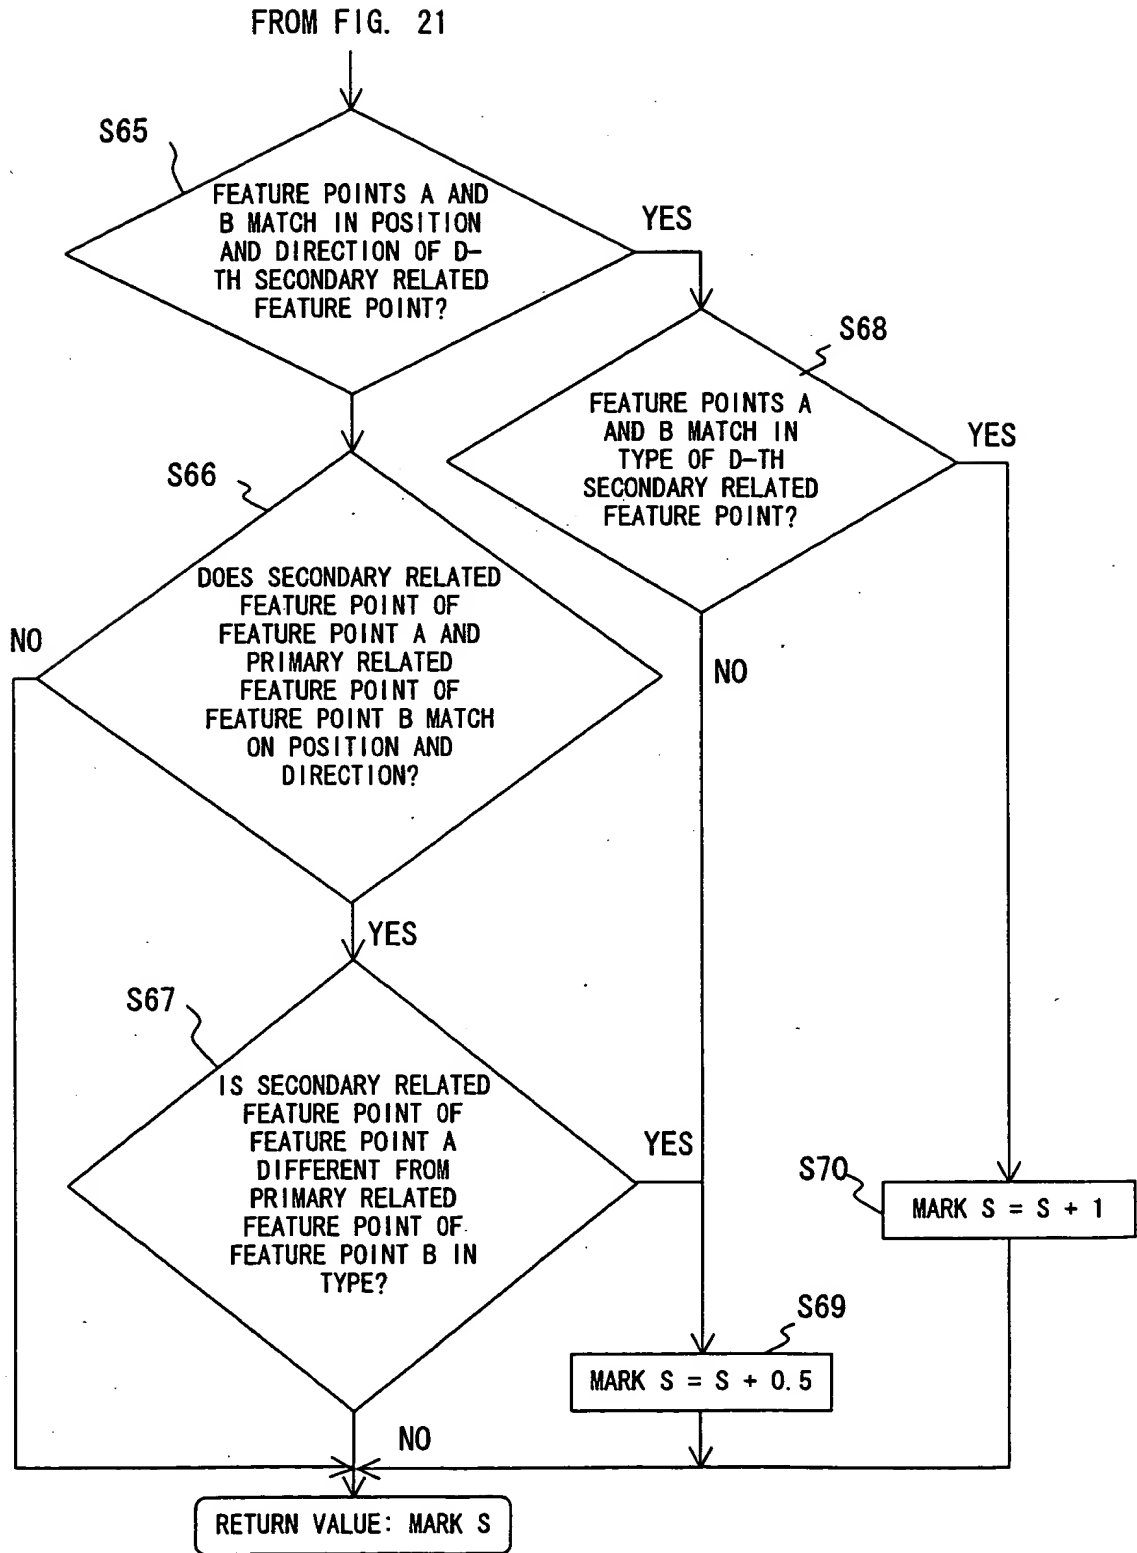 FROM FIG. 21
S65
FEATURE POINTS A AND
B MATCH IN POSITION
AND DIRECTION OF D-
TH SECONDARY RELATED
FEATURE POINT?
YES
S68
FEATURE POINTS A
AND B MATCH IN
TYPE OF D-TH
SECONDARY RELATED
FEATURE POINT?
YES
NO
S66
DOES SECONDARY RELATED
FEATURE POINT OF
FEATURE POINT A AND
PRIMARY RELATED
FEATURE POINT OF
FEATURE POINT B MATCH
ON POSITION AND
DIRECTION?
NO
YES
S67
IS SECONDARY RELATED
FEATURE POINT OF
FEATURE POINT A
DIFFERENT FROM
PRIMARY RELATED
FEATURE POINT OF
FEATURE POINT B IN
TYPE?
YES
NO
S70
MARK S = S + 1
S69
MARK S = S + 0.5
RETURN VALUE: MARK S